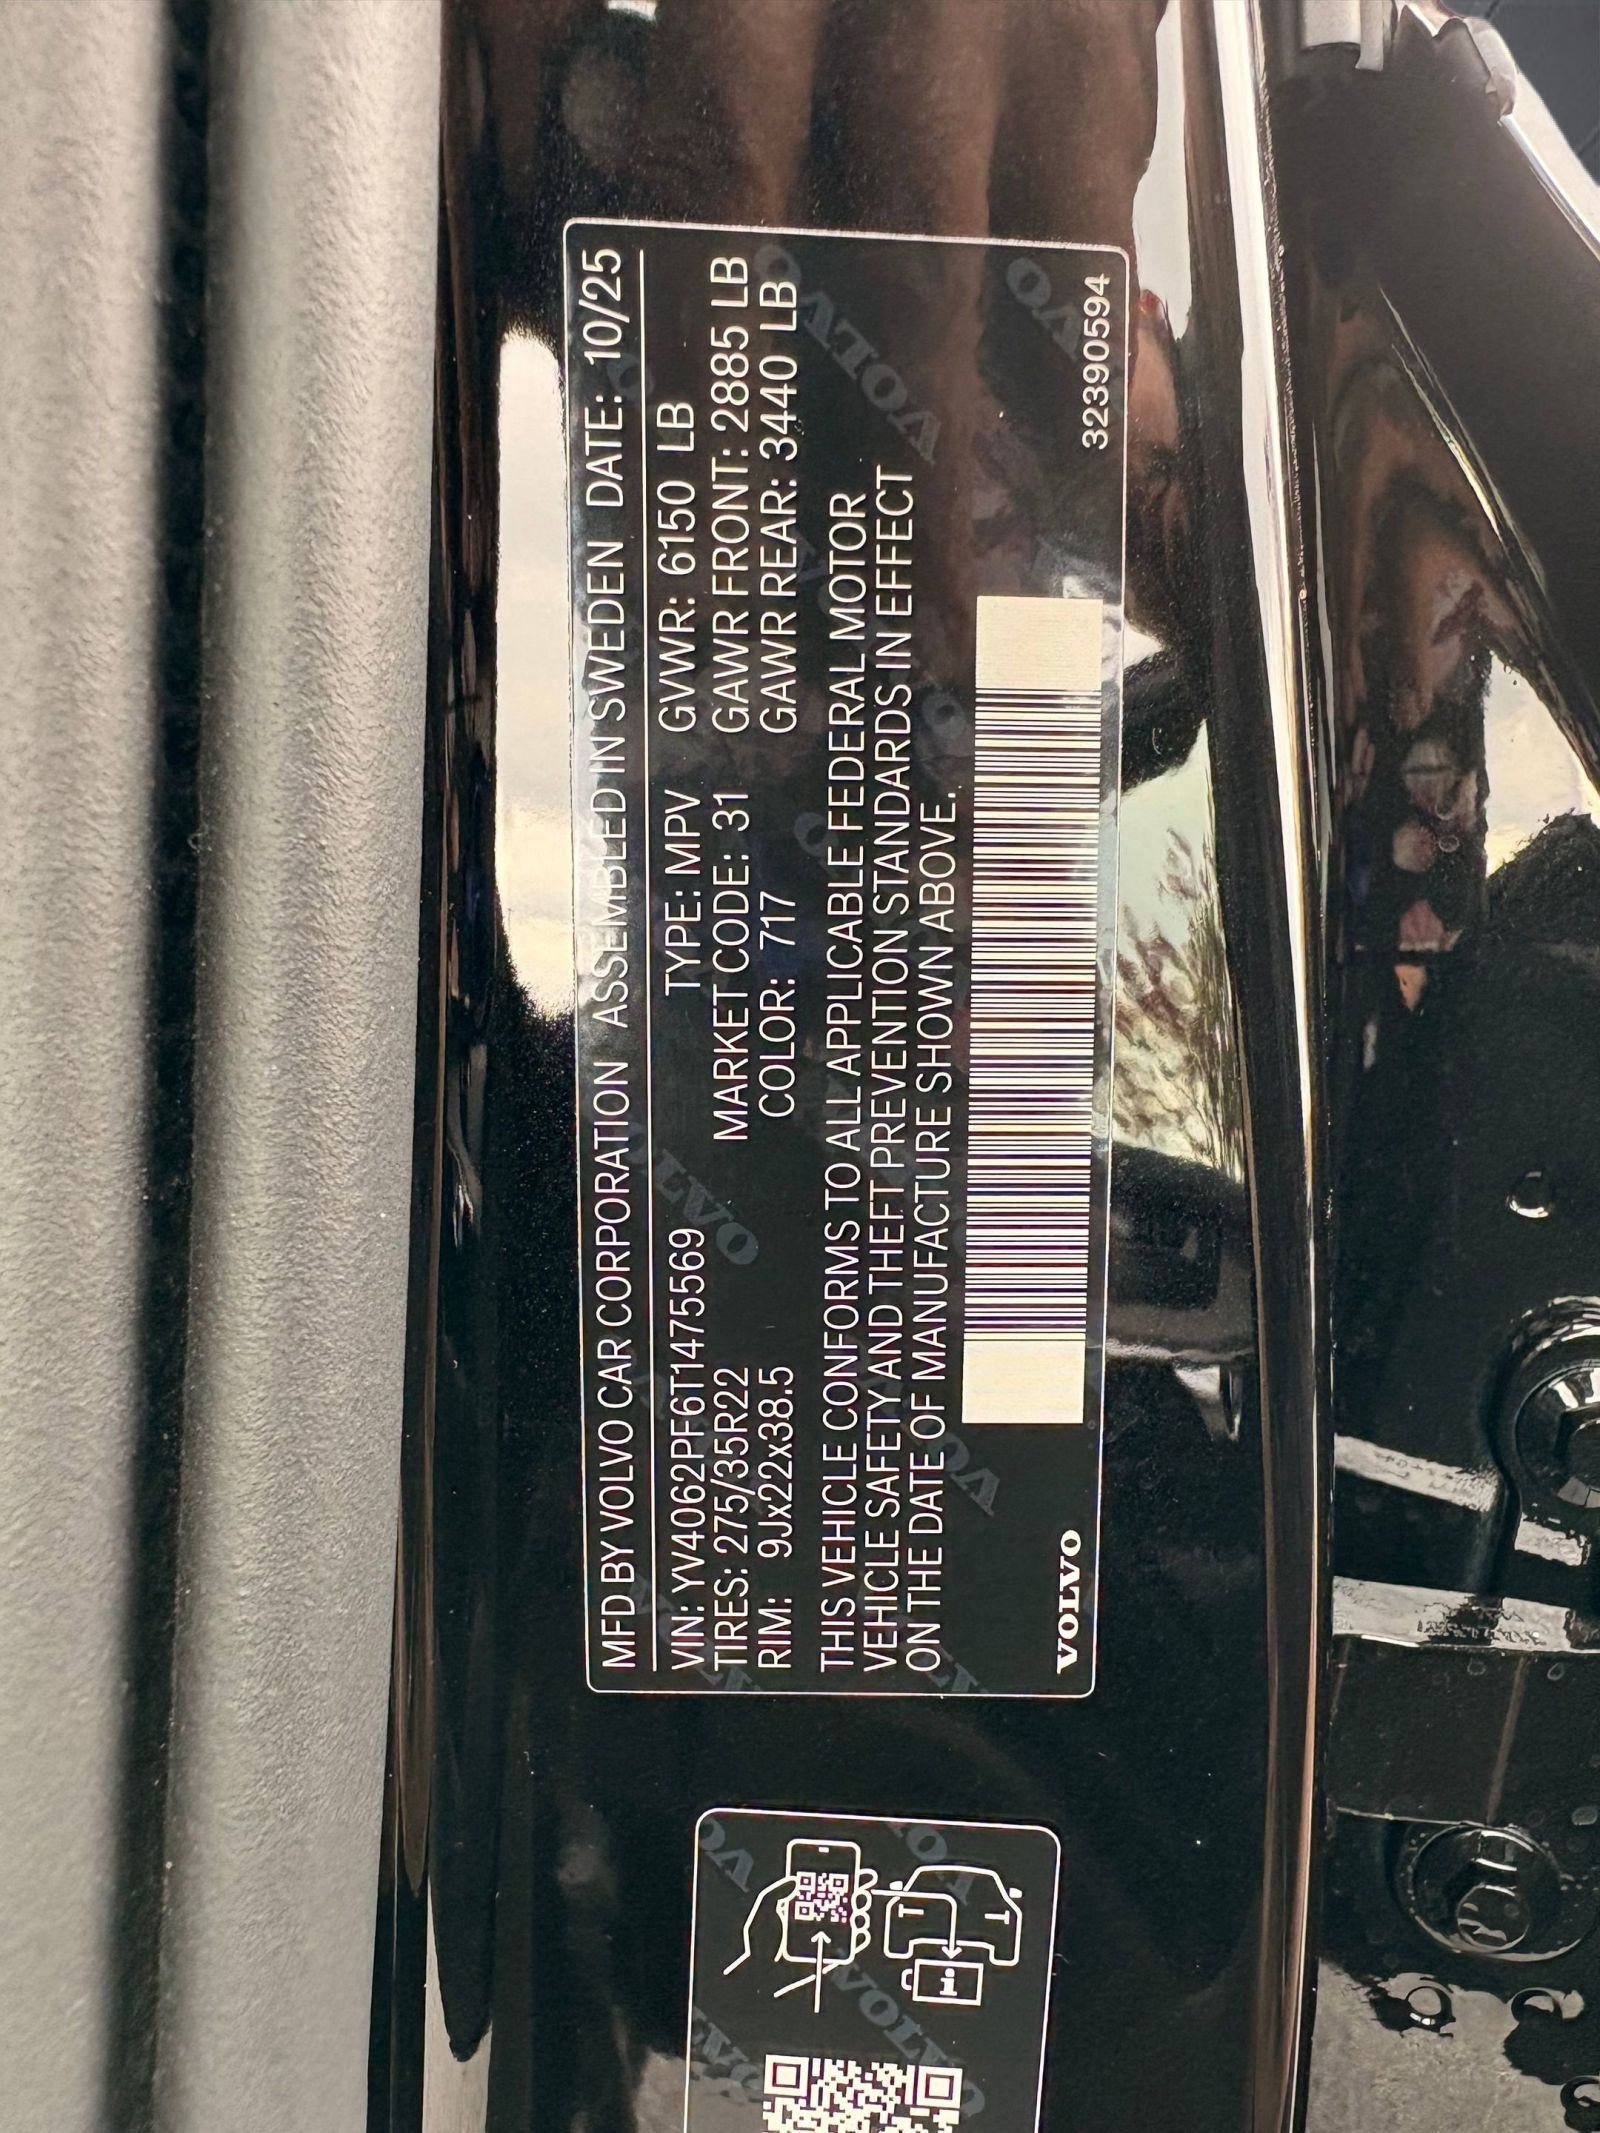 MFD BY VOLVO CAR CORPORATION ASSEMBLED IN SWEDEN DATE: 10/25
VIN: YV4062PF6T1475569 TYPE: MPV GVWR: 6150 LB
TIRES: 275/35R22 MARKET CODE: 31 GAWR FRONT: 2885 LB
RIM: 9Jx22x38.5 COLOR: 717 GAWR REAR: 3440 LB
THIS VEHICLE CONFORMS TO ALL APPLICABLE FEDERAL MOTOR
VEHICLE SAFETY AND THEFT PREVENTION STANDARDS IN EFFECT
ON THE DATE OF MANUFACTURE SHOWN ABOVE.
VOLVO 32390594